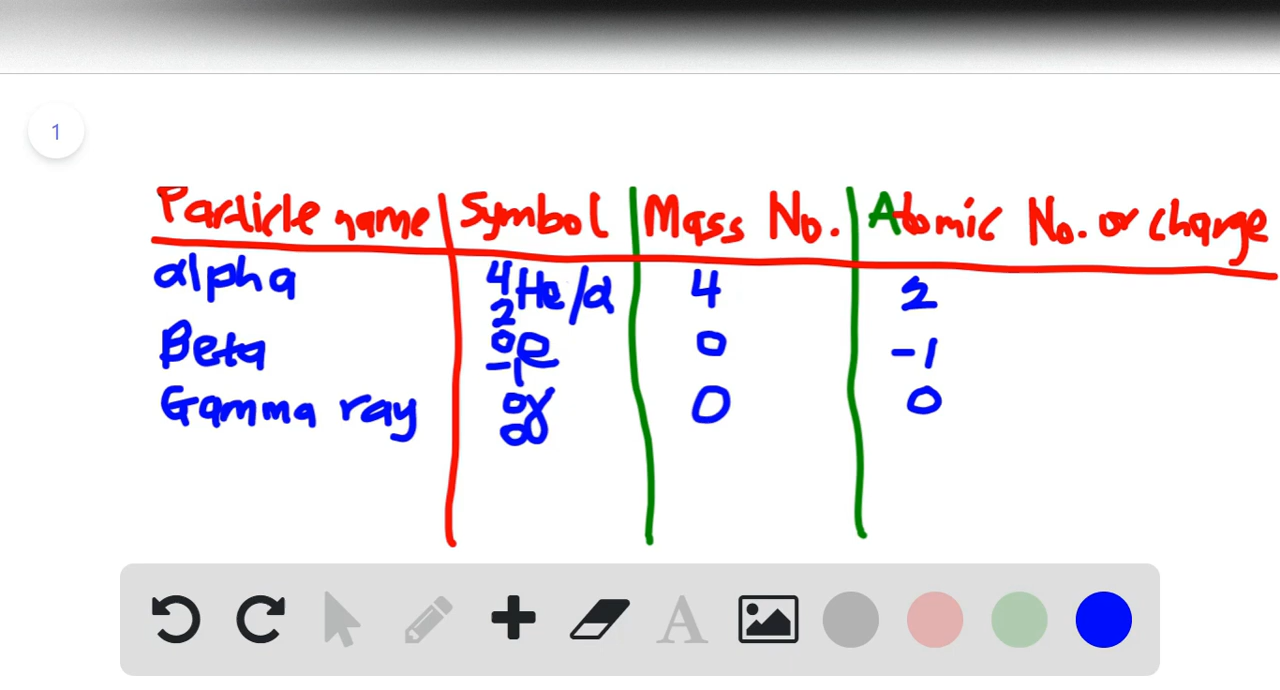 1
Particle name Symbol Mass No. Atomic No. or charge
alpha ⁴₂He/α 4 2
Beta ⁰₋₁e 0 -1
Gamma ray ⁰₀γ 0 0
A